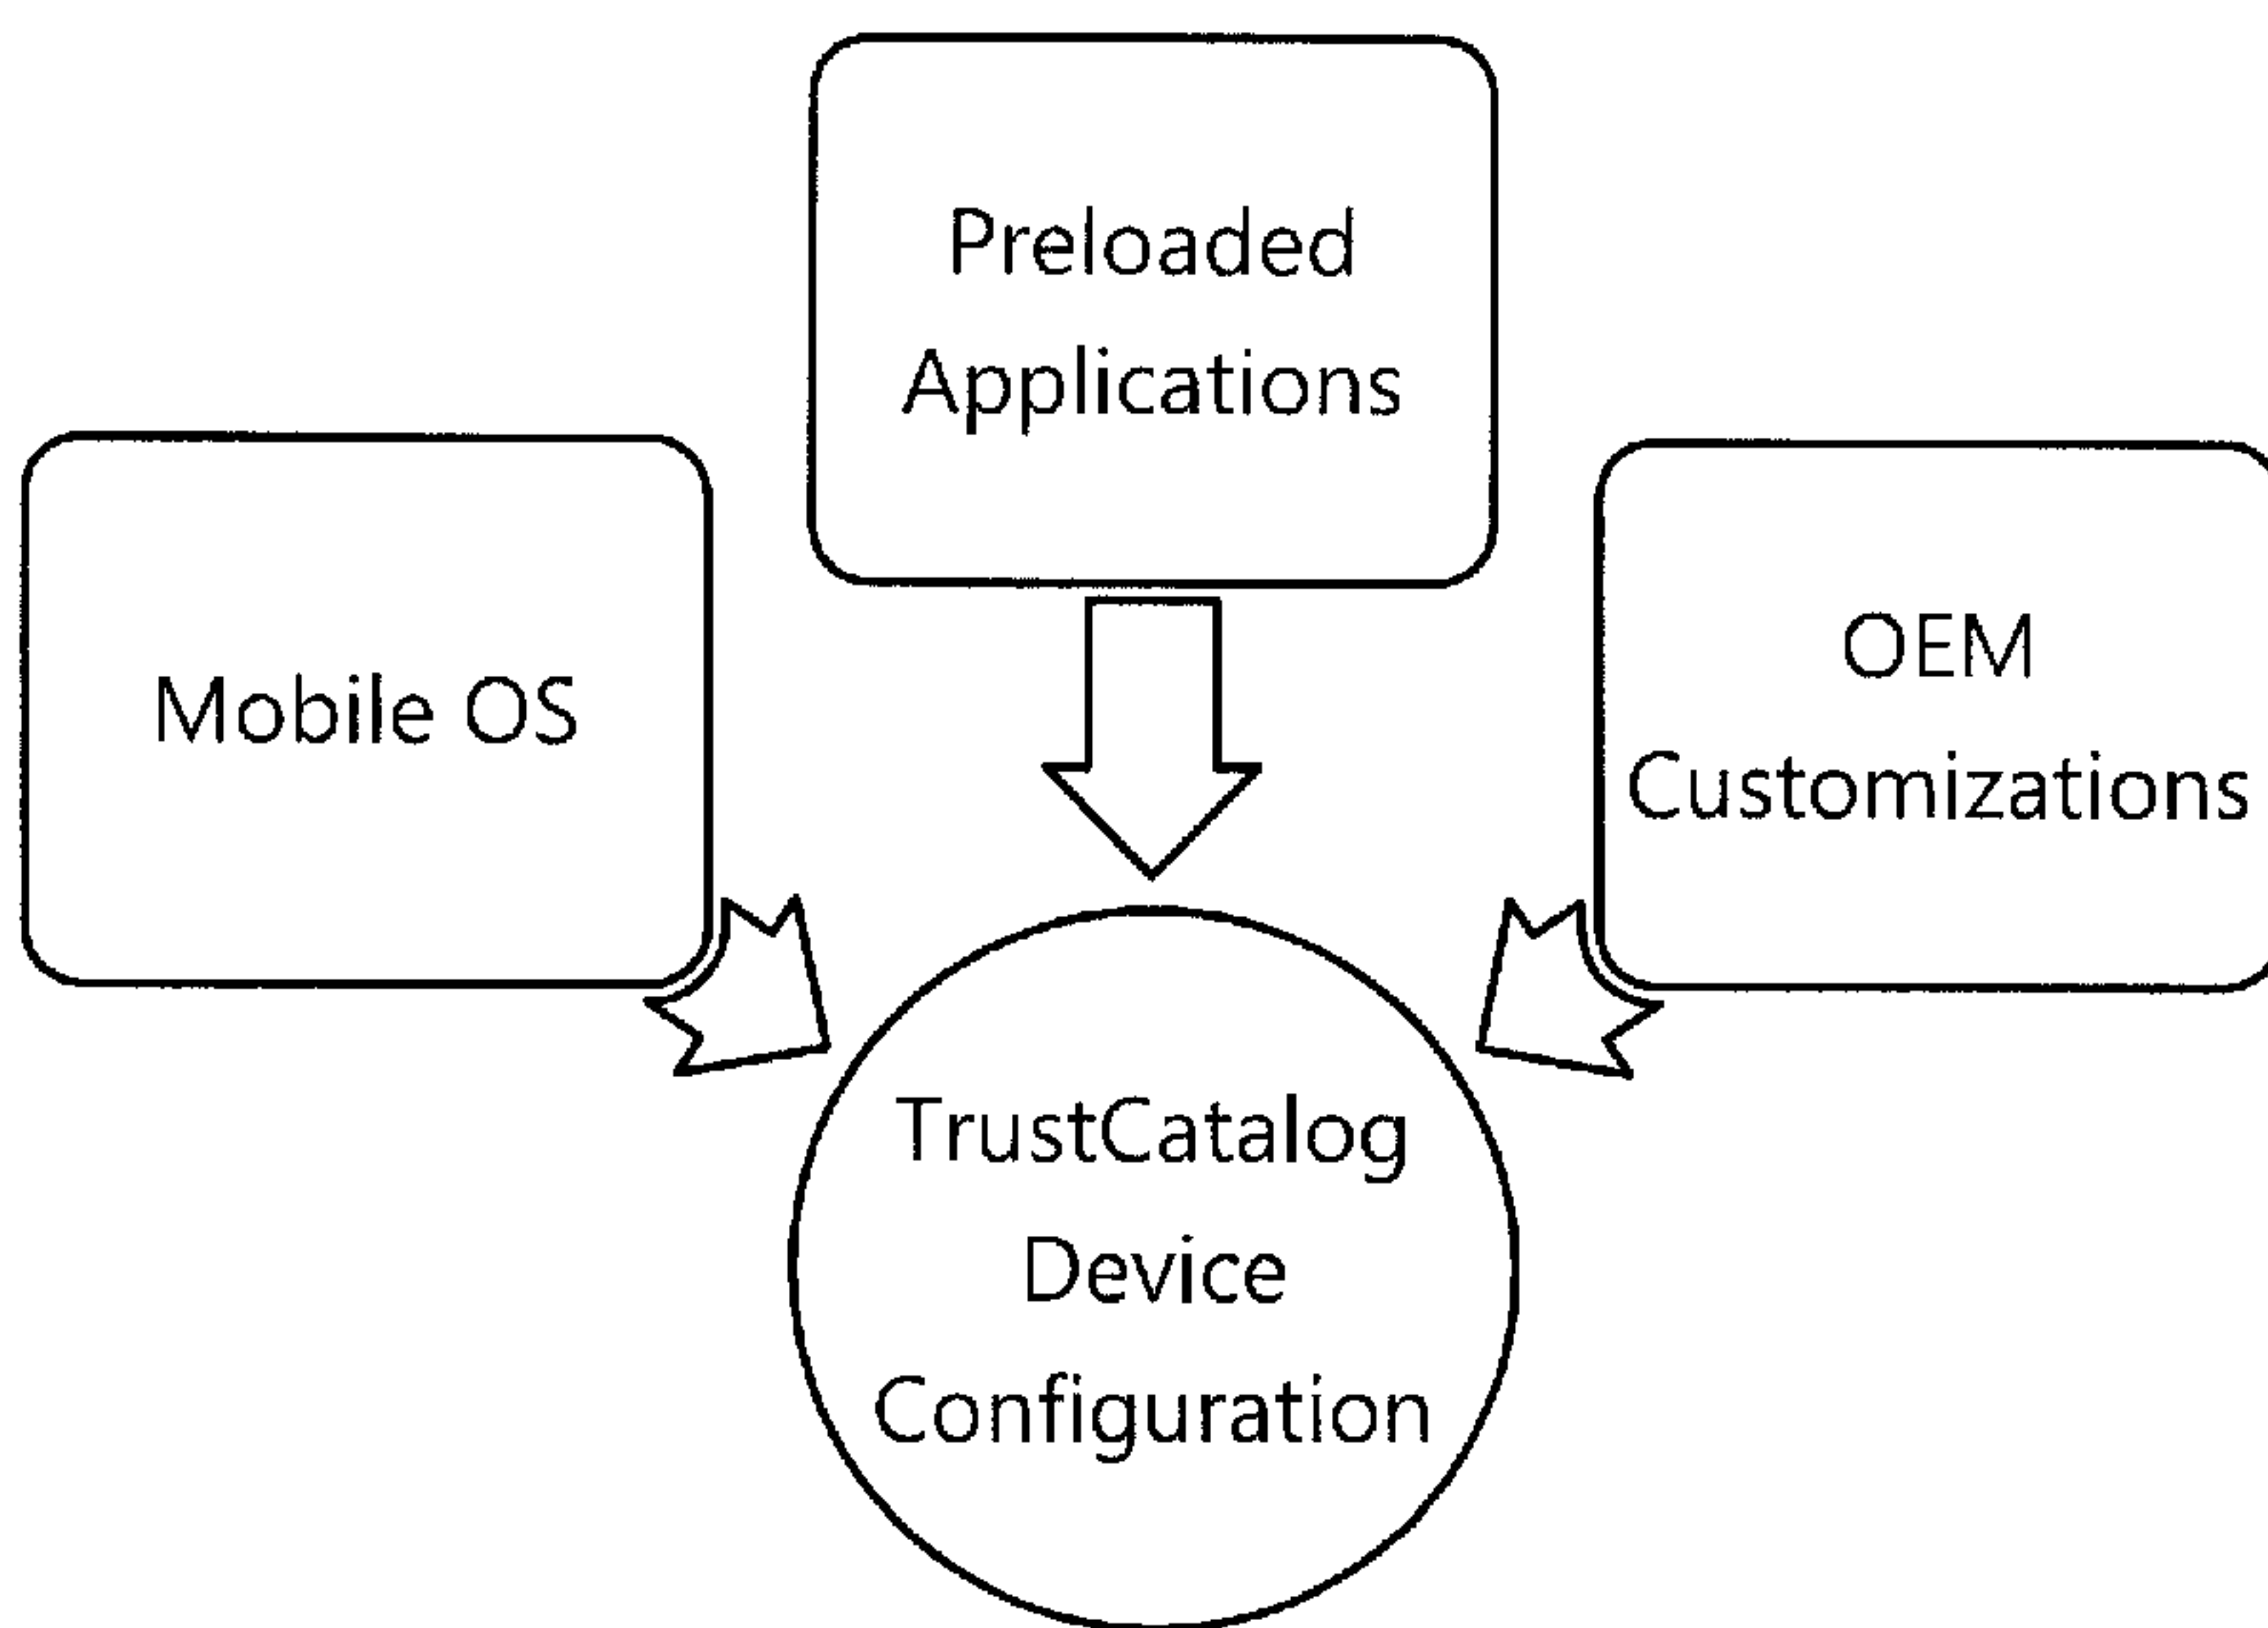 Preloaded
Applications
Mobile OS
OEM
Customizations
TrustCatalog
Device
Configuration